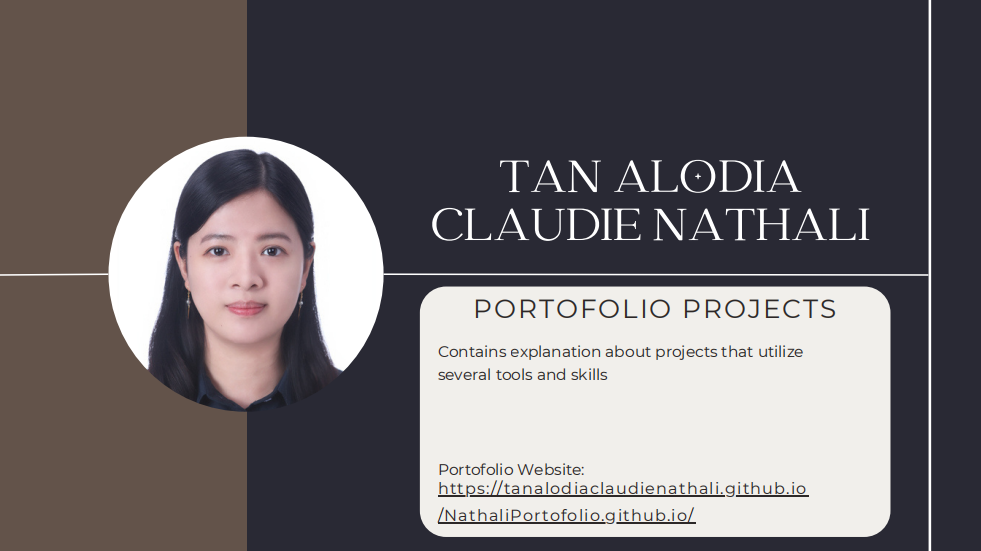 TAN ALODIA
CLAUDIE NATHALI
PORTOFOLIO PROJECTS
Contains explanation about projects that utilize
several tools and skills
Portofolio Website:
https://tanalodiaclaudienathali.github.io
/NathaliPortofolio.github.io/